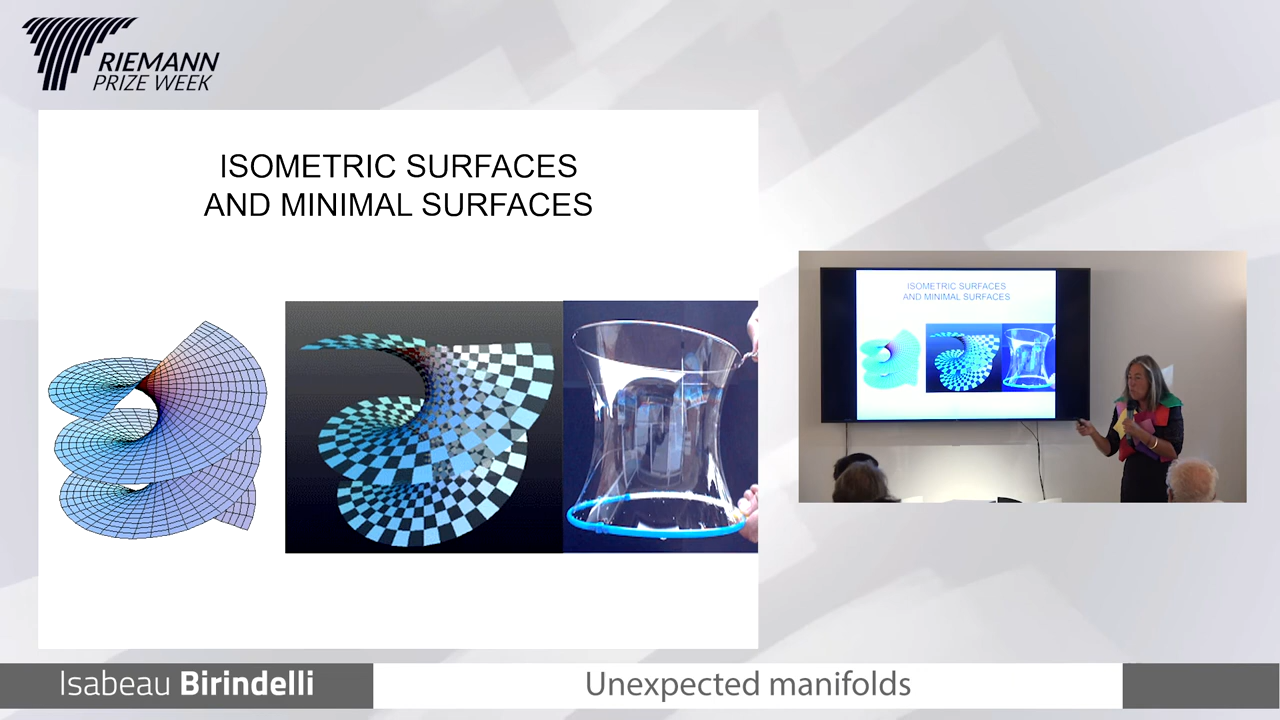 RIEMANN
PRIZE WEEK
ISOMETRIC SURFACES
AND MINIMAL SURFACES
ISOMETRIC SURFACES
AND MINIMAL SURFACES
Isabeau Birindelli
Unexpected manifolds